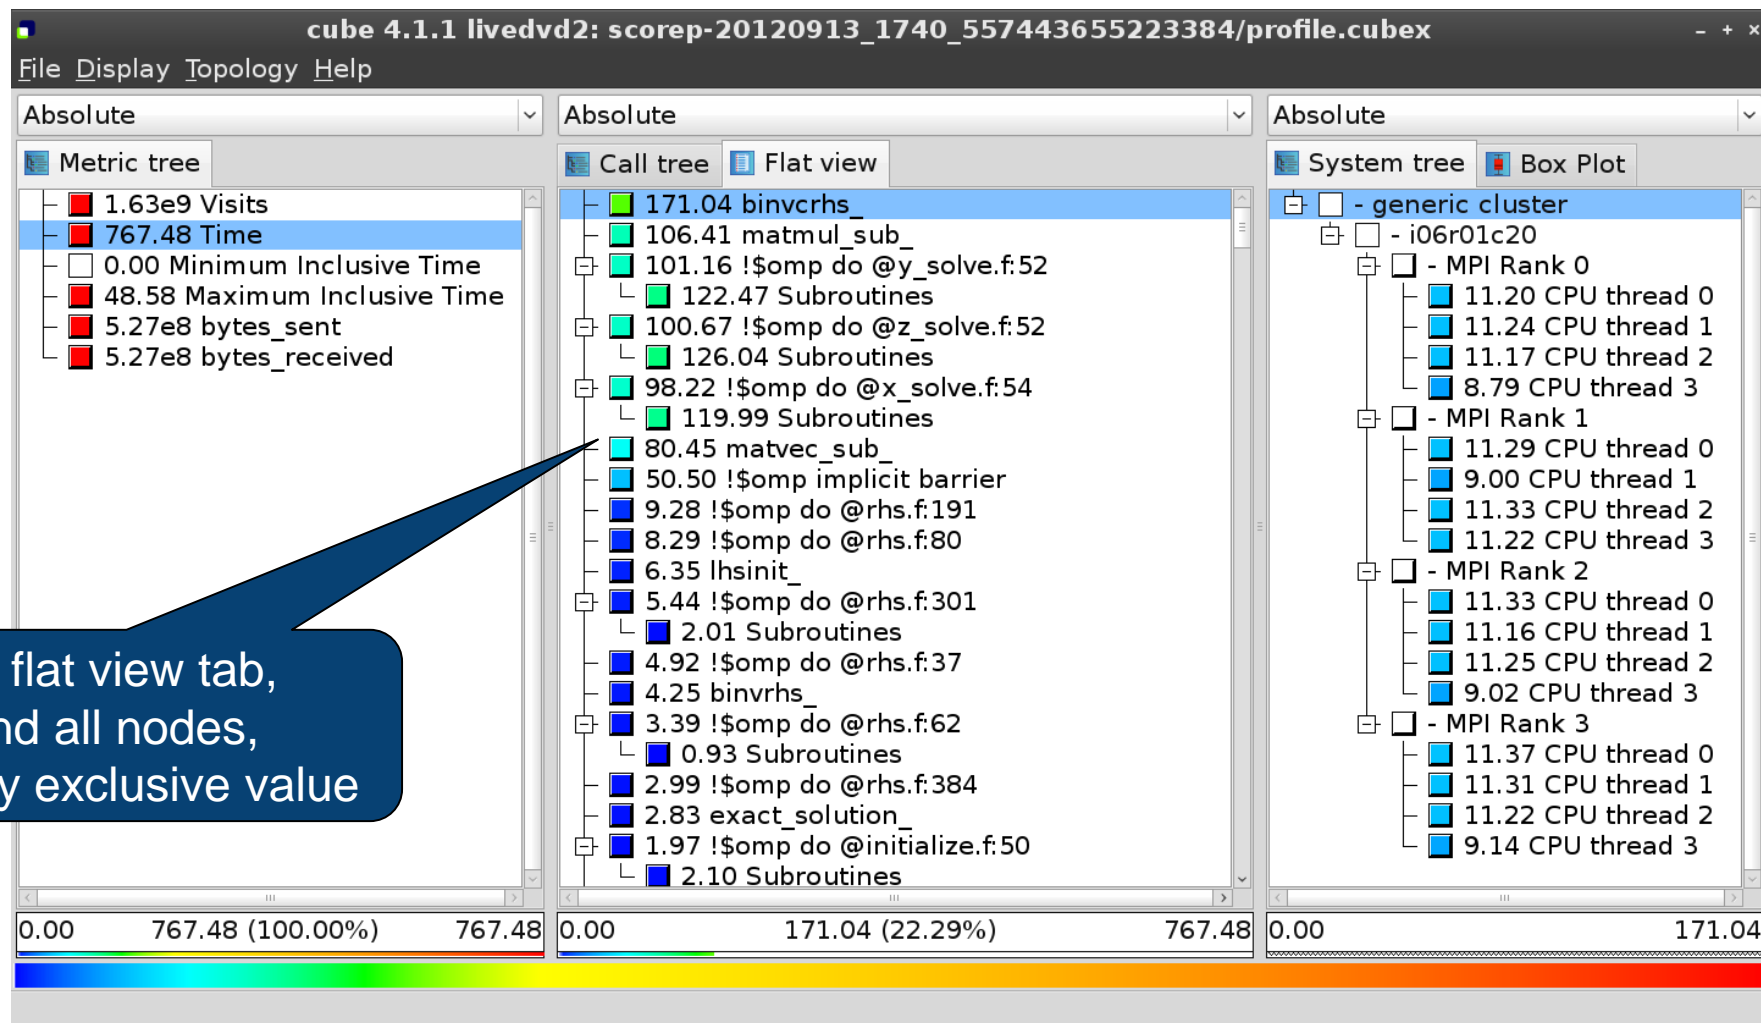 cube 4.1.1 livedvd2: scorep-20120913_1740_557443655223384/profile.cubex
File Display Topology Help
Absolute
Metric tree
1.63e9 Visits
767.48 Time
0.00 Minimum Inclusive Time
48.58 Maximum Inclusive Time
5.27e8 bytes_sent
5.27e8 bytes_received
flat view tab,
all nodes,
exclusive value
0.00 767.48 (100.00%) 767.48
Absolute
Call tree Flat view
171.04 binvcrhs_
106.41 matmul_sub_
101.16 !$omp do @y_solve.f:52
122.47 Subroutines
100.67 !$omp do @z_solve.f:52
126.04 Subroutines
98.22 !$omp do @x_solve.f:54
119.99 Subroutines
80.45 matvec_sub_
50.50 !$omp implicit barrier
9.28 !$omp do @rhs.f:191
8.29 !$omp do @rhs.f:80
6.35 lhsinit_
5.44 !$omp do @rhs.f:301
2.01 Subroutines
4.92 !$omp do @rhs.f:37
4.25 binvrhs_
3.39 !$omp do @rhs.f:62
0.93 Subroutines
2.99 !$omp do @rhs.f:384
2.83 exact_solution_
1.97 !$omp do @initialize.f:50
2.10 Subroutines
0.00 171.04 (22.29%) 767.48
Absolute
System tree Box Plot
- generic cluster
- i06r01c20
- MPI Rank 0
11.20 CPU thread 0
11.24 CPU thread 1
11.17 CPU thread 2
8.79 CPU thread 3
- MPI Rank 1
11.29 CPU thread 0
9.00 CPU thread 1
11.33 CPU thread 2
11.22 CPU thread 3
- MPI Rank 2
11.33 CPU thread 0
11.16 CPU thread 1
11.25 CPU thread 2
9.02 CPU thread 3
- MPI Rank 3
11.37 CPU thread 0
11.31 CPU thread 1
11.22 CPU thread 2
9.14 CPU thread 3
0.00 171.04